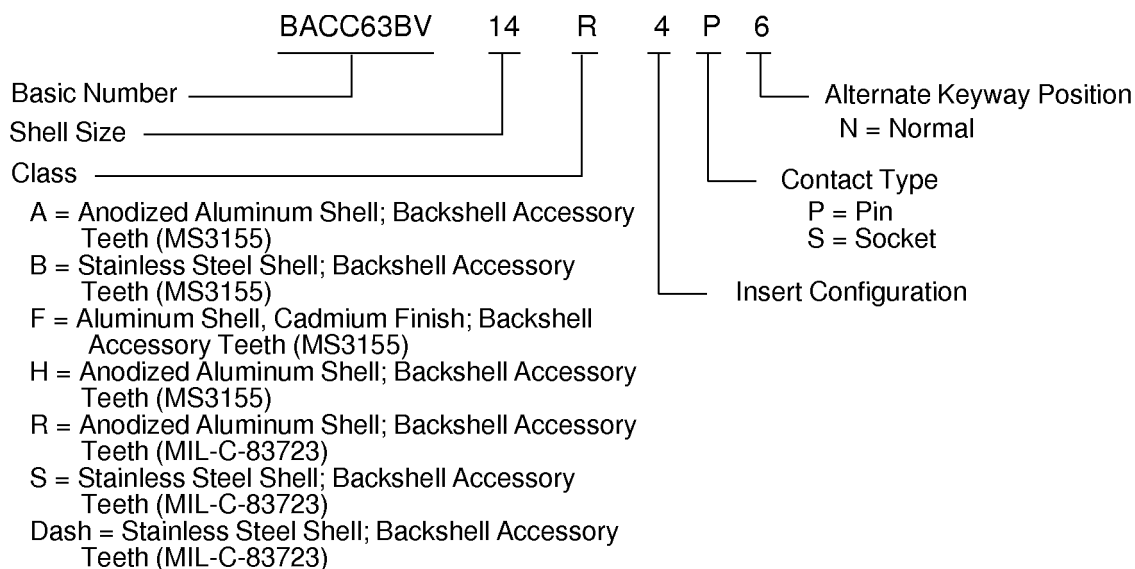 BACC63BV 14 R 4 P 6
Basic Number
Shell Size
Class
A = Anodized Aluminum Shell; Backshell Accessory
Teeth (MS3155)
B = Stainless Steel Shell; Backshell Accessory
Teeth (MS3155)
F = Aluminum Shell, Cadmium Finish; Backshell
Accessory Teeth (MS3155)
H = Anodized Aluminum Shell; Backshell Accessory
Teeth (MS3155)
R = Anodized Aluminum Shell; Backshell Accessory
Teeth (MIL-C-83723)
S = Stainless Steel Shell; Backshell Accessory
Teeth (MIL-C-83723)
Dash = Stainless Steel Shell; Backshell Accessory
Teeth (MIL-C-83723)
Alternate Keyway Position
N = Normal
Contact Type
P = Pin
S = Socket
Insert Configuration